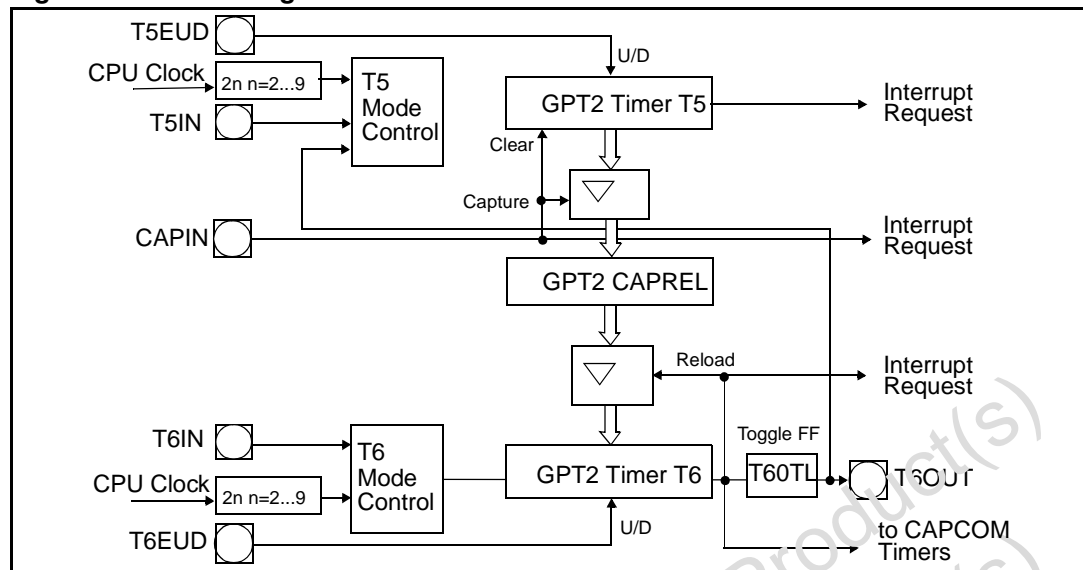 T5EUD
U/D
CPU Clock
2n n=2...9
T5
Mode
Control
GPT2 Timer T5
Interrupt
Request
T5IN
Clear
Capture
CAPIN
Interrupt
Request
GPT2 CAPREL
Reload
Interrupt
Request
T6IN
T6
Mode
Control
Toggle FF
GPT2 Timer T6
T60TL
T6OUT
CPU Clock
2n n=2...9
U/D
T6EUD
to CAPCOM
Timers
Product(s)